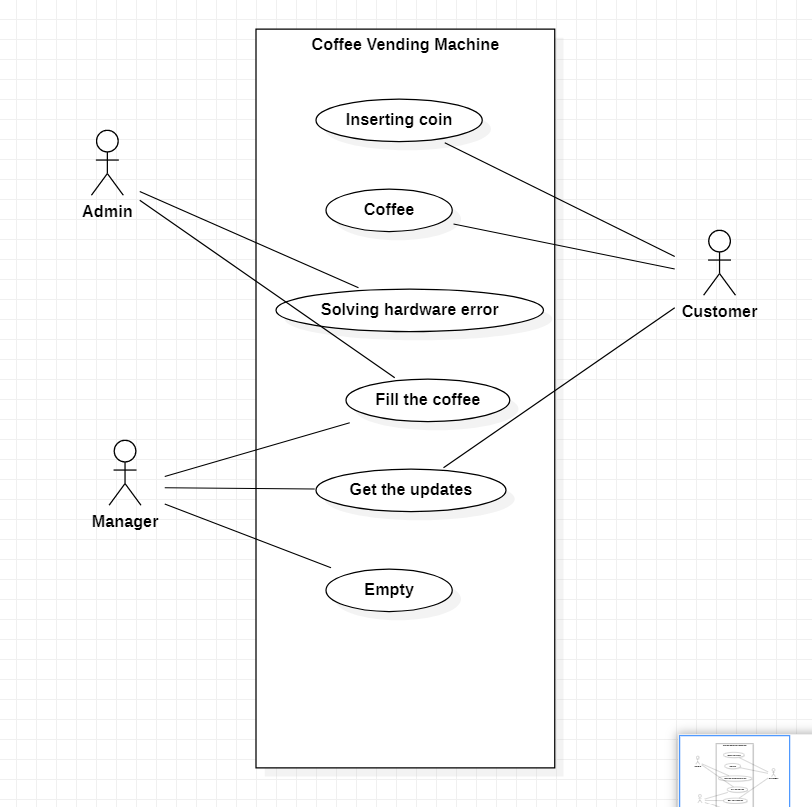 Coffee Vending Machine
Inserting coin
Admin
Coffee
Solving hardware error
Customer
Fill the coffee
Manager
Get the updates
Empty